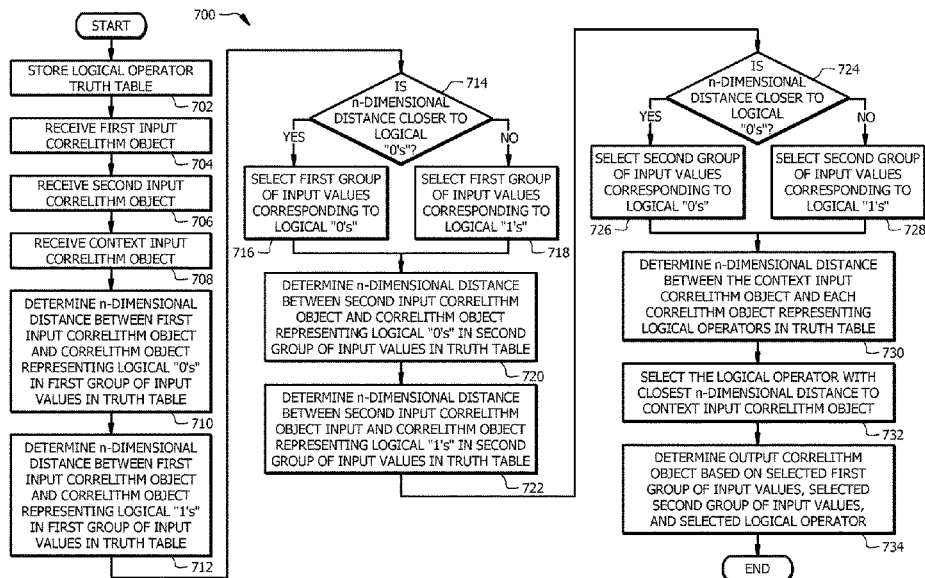 700
START
STORE LOGICAL OPERATOR
TRUTH TABLE
702
RECEIVE FIRST INPUT
CORRELITHM OBJECT
704
RECEIVE SECOND INPUT
CORRELITHM OBJECT
706
RECEIVE CONTEXT INPUT
CORRELITHM OBJECT
708
DETERMINE n-DIMENSIONAL
DISTANCE BETWEEN FIRST
INPUT CORRELITHM OBJECT
AND CORRELITHM OBJECT
REPRESENTING LOGICAL "0's"
IN FIRST GROUP OF INPUT
VALUES IN TRUTH TABLE
710
DETERMINE n-DIMENSIONAL
DISTANCE BETWEEN FIRST
INPUT CORRELITHM OBJECT
AND CORRELITHM OBJECT
REPRESENTING LOGICAL "1's"
IN FIRST GROUP OF INPUT
VALUES IN TRUTH TABLE
712
IS
n-DIMENSIONAL
DISTANCE CLOSER TO
LOGICAL
"0's"?
714
YES
NO
SELECT FIRST GROUP
OF INPUT VALUES
CORRESPONDING TO
LOGICAL "0's"
716
SELECT FIRST GROUP
OF INPUT VALUES
CORRESPONDING TO
LOGICAL "1's"
718
DETERMINE n-DIMENSIONAL DISTANCE
BETWEEN SECOND INPUT CORRELITHM
OBJECT AND CORRELITHM OBJECT
REPRESENTING LOGICAL "0's" IN SECOND
GROUP OF INPUT VALUES IN TRUTH TABLE
720
DETERMINE n-DIMENSIONAL DISTANCE
BETWEEN SECOND INPUT CORRELITHM
OBJECT INPUT AND CORRELITHM OBJECT
REPRESENTING LOGICAL "1's" IN SECOND
GROUP OF INPUT VALUES IN TRUTH TABLE
722
IS
n-DIMENSIONAL
DISTANCE CLOSER TO
LOGICAL
"0's"?
724
YES
NO
SELECT SECOND GROUP
OF INPUT VALUES
CORRESPONDING TO
LOGICAL "0's"
726
SELECT SECOND GROUP
OF INPUT VALUES
CORRESPONDING TO
LOGICAL "1's"
728
DETERMINE n-DIMENSIONAL DISTANCE
BETWEEN THE CONTEXT INPUT
CORRELITHM OBJECT AND EACH
CORRELITHM OBJECT REPRESENTING
LOGICAL OPERATORS IN TRUTH TABLE
730
SELECT THE LOGICAL OPERATOR WITH
CLOSEST n-DIMENSIONAL DISTANCE TO
CONTEXT INPUT CORRELITHM OBJECT
732
DETERMINE OUTPUT CORRELITHM
OBJECT BASED ON SELECTED FIRST
GROUP OF INPUT VALUES, SELECTED
SECOND GROUP OF INPUT VALUES,
AND SELECTED LOGICAL OPERATOR
734
END